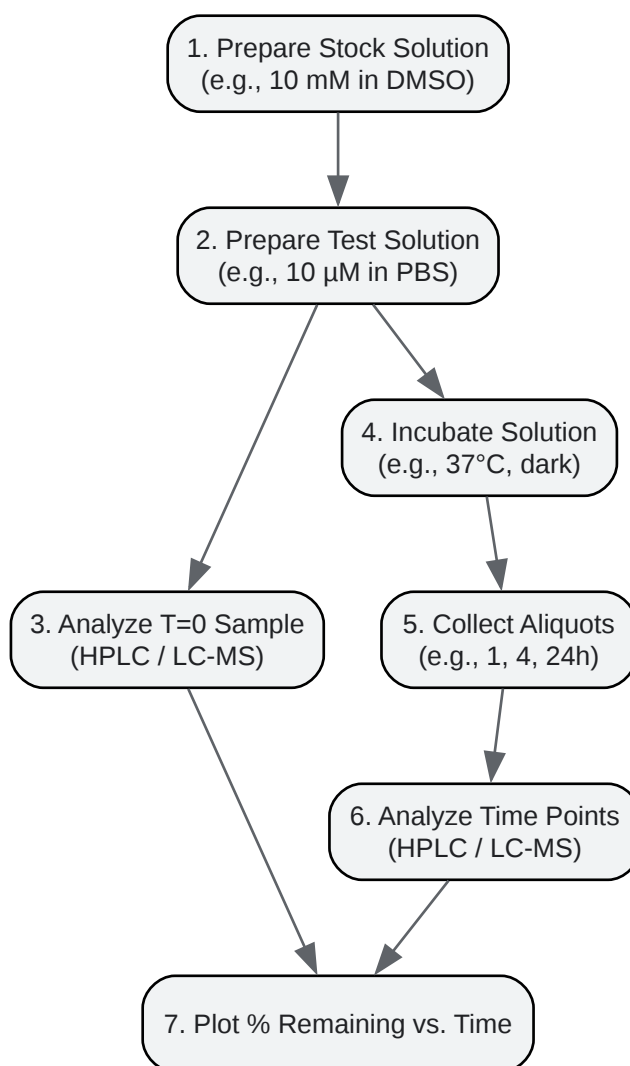 1. Prepare Stock Solution
(e.g., 10 mM in DMSO)
2. Prepare Test Solution
(e.g., 10 µM in PBS)
4. Incubate Solution
(e.g., 37°C, dark)
3. Analyze T=0 Sample
(HPLC / LC-MS)
5. Collect Aliquots
(e.g., 1, 4, 24h)
6. Analyze Time Points
(HPLC / LC-MS)
7. Plot % Remaining vs. Time